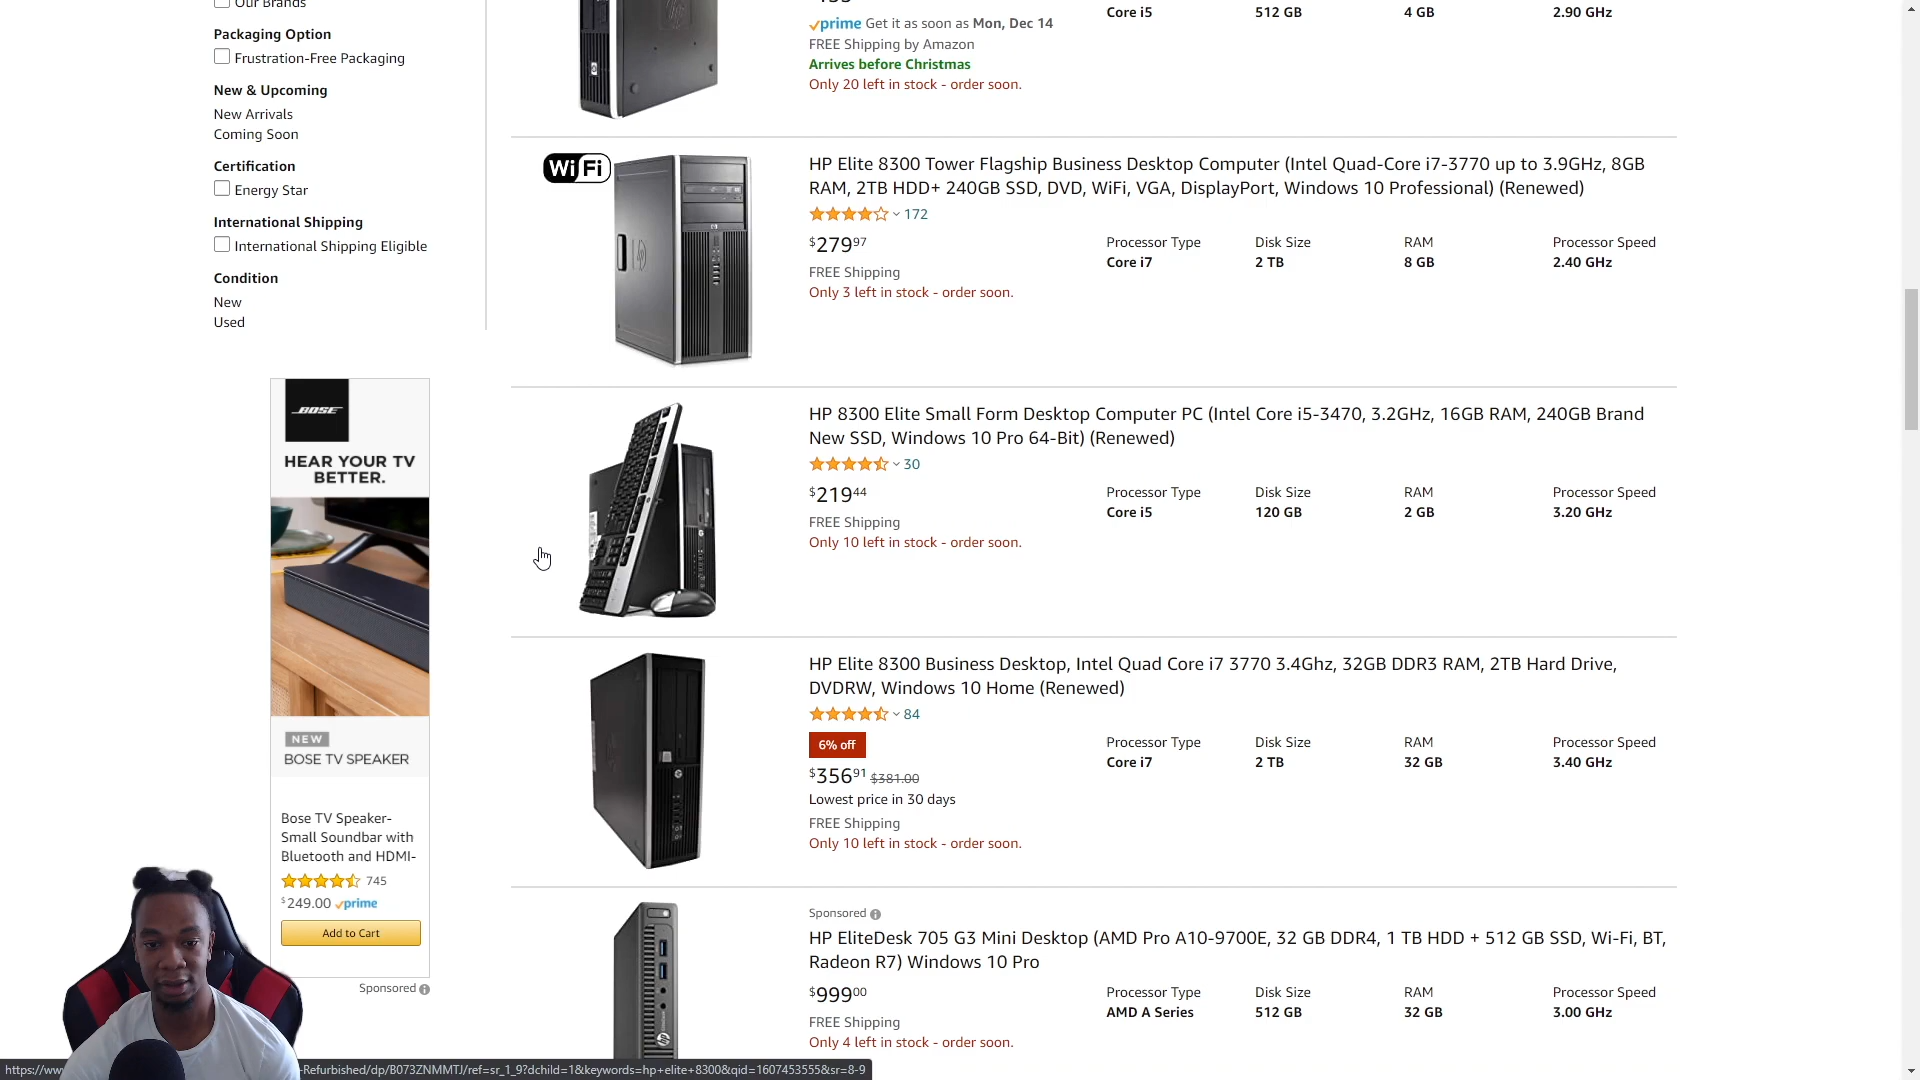 Our Brands
Packaging Option
Frustration-Free Packaging
New & Upcoming
New Arrivals
Coming Soon
Certification
Energy Star
International Shipping
International Shipping Eligible
Condition
New
Used
BOSE
HEAR YOUR TV
BETTER.
NEW
BOSE TV SPEAKER
Bose TV Speaker-
Small Soundbar with
Bluetooth and HDMI-
745
$249.00 prime
Add to Cart
Sponsored
prime Get it as soon as Mon, Dec 14
FREE Shipping by Amazon
Arrives before Christmas
Only 20 left in stock - order soon.
Core i5 512 GB 4 GB 2.90 GHz
WiFi
HP Elite 8300 Tower Flagship Business Desktop Computer (Intel Quad-Core i7-3770 up to 3.9GHz, 8GB
RAM, 2TB HDD+ 240GB SSD, DVD, WiFi, VGA, DisplayPort, Windows 10 Professional) (Renewed)
172
$27997
FREE Shipping
Only 3 left in stock - order soon.
Processor Type Disk Size RAM Processor Speed
Core i7 2 TB 8 GB 2.40 GHz
HP 8300 Elite Small Form Desktop Computer PC (Intel Core i5-3470, 3.2GHz, 16GB RAM, 240GB Brand
New SSD, Windows 10 Pro 64-Bit) (Renewed)
30
$21944
FREE Shipping
Only 10 left in stock - order soon.
Processor Type Disk Size RAM Processor Speed
Core i5 120 GB 2 GB 3.20 GHz
HP Elite 8300 Business Desktop, Intel Quad Core i7 3770 3.4Ghz, 32GB DDR3 RAM, 2TB Hard Drive,
DVDRW, Windows 10 Home (Renewed)
84
6% off
$35691 $381.00
Lowest price in 30 days
FREE Shipping
Only 10 left in stock - order soon.
Processor Type Disk Size RAM Processor Speed
Core i7 2 TB 32 GB 3.40 GHz
Sponsored
HP EliteDesk 705 G3 Mini Desktop (AMD Pro A10-9700E, 32 GB DDR4, 1 TB HDD + 512 GB SSD, Wi-Fi, BT,
Radeon R7) Windows 10 Pro
$99900
FREE Shipping
Only 4 left in stock - order soon.
Processor Type Disk Size RAM Processor Speed
AMD A Series 512 GB 32 GB 3.00 GHz
-Refurbished/dp/B073ZNMMTJ/ref=sr_1_9?dchild=1&keywords=hp+elite+8300&qid=1607453555&sr=8-9